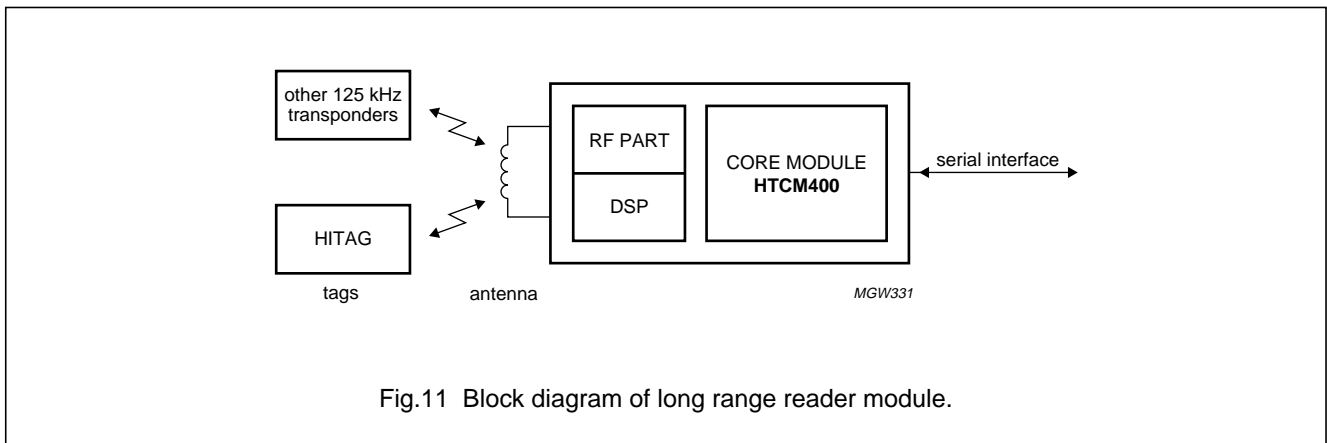 other 125 kHz
transponders
HITAG
tags
antenna
RF PART
DSP
CORE MODULE
HTCM400
serial interface
MGW331
Fig.11 Block diagram of long range reader module.